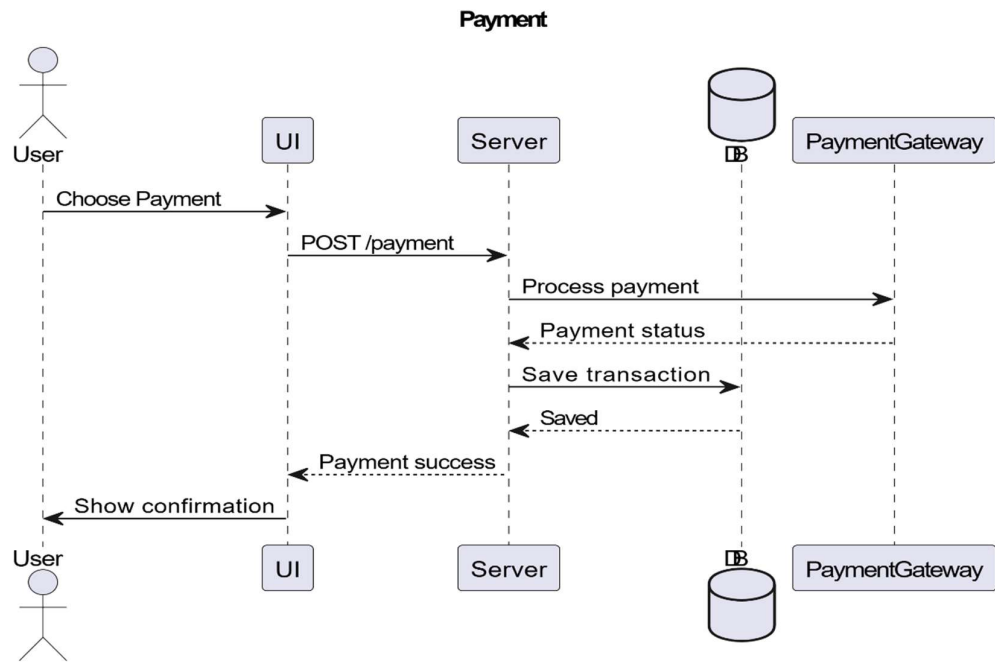 Payment
User
UI
Server
DB
PaymentGateway
Choose Payment
POST /payment
Process payment
Payment status
Save transaction
Saved
Payment success
Show confirmation
User
UI
Server
DB
PaymentGateway